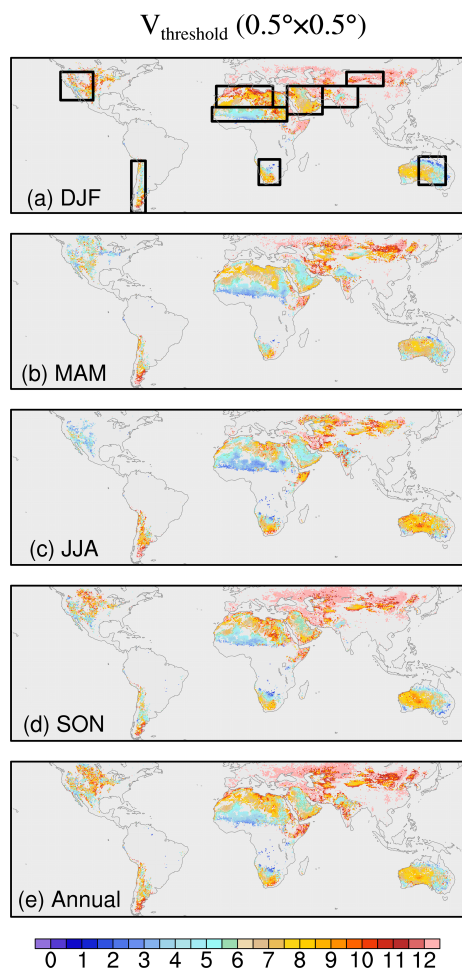 Vthreshold (0.5°×0.5°)
(a) DJF
(b) MAM
(c) JJA
(d) SON
(e) Annual
0 1 2 3 4 5 6 7 8 9 10 11 12